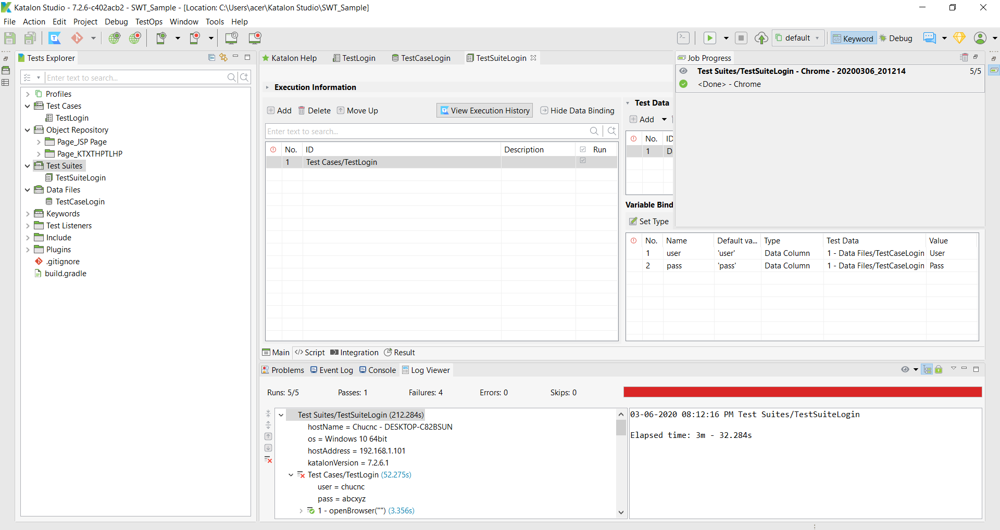 Katalon Studio - 7.2.6-c402acb2 - SWT_Sample - [Location: C:\Users\acer\Katalon Studio\SWT_Sample]
File Action Edit Project Debug TestOps Window Tools Help
default Keyword Debug
Tests Explorer
Enter text to search...
Profiles
Test Cases
TestLogin
Object Repository
Page_JSP Page
Page_KTXTHPTLHP
Test Suites
TestSuiteLogin
Data Files
TestCaseLogin
Keywords
Test Listeners
Include
Plugins
.gitignore
build.gradle
Katalon Help TestLogin TestCaseLogin TestSuiteLogin
Execution Information
Add Delete Move Up View Execution History Hide Data Binding
Enter text to search...
No. ID Description Run
1 Test Cases/TestLogin
Test Data
Add
No. ID
1 D
Variable Bind
Set Type
Job Progress
Test Suites/TestSuiteLogin - Chrome - 20200306_201214 5/5
<Done> - Chrome
No. Name Default va... Type Test Data Value
1 user 'user' Data Column 1 - Data Files/TestCaseLogin User
2 pass 'pass' Data Column 1 - Data Files/TestCaseLogin Pass
Main Script Integration Result
Problems Event Log Console Log Viewer
Runs: 5/5 Passes: 1 Failures: 4 Errors: 0 Skips: 0
Test Suites/TestSuiteLogin (212.284s)
hostName = Chucnc - DESKTOP-C82BSUN
os = Windows 10 64bit
hostAddress = 192.168.1.101
katalonVersion = 7.2.6.1
Test Cases/TestLogin (52.275s)
user = chucnc
pass = abcxyz
1 - openBrowser("") (3.356s)
03-06-2020 08:12:16 PM Test Suites/TestSuiteLogin
Elapsed time: 3m - 32.284s